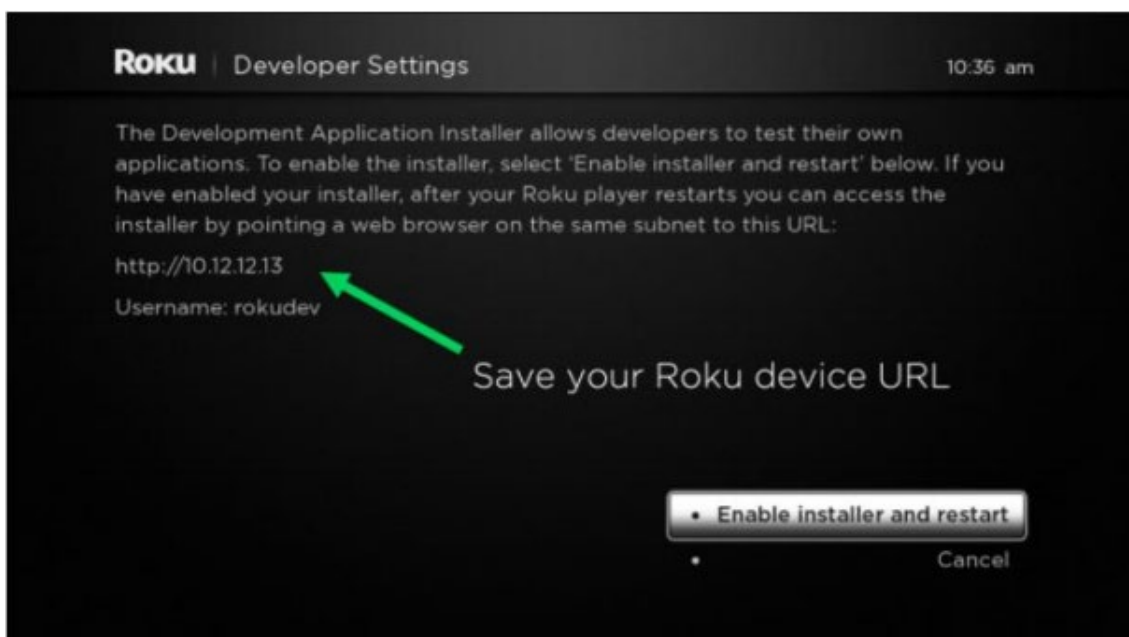 Roku | Developer Settings
10:36 am
The Development Application Installer allows developers to test their own
applications. To enable the installer, select 'Enable installer and restart' below. If you
have enabled your installer, after your Roku player restarts you can access the
installer by pointing a web browser on the same subnet to this URL:
http://10.12.12.13
Username: rokudev
Save your Roku device URL
• Enable installer and restart
• Cancel